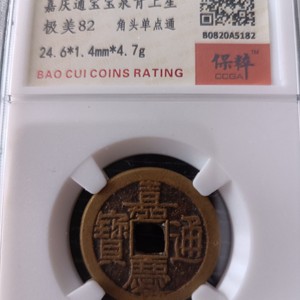 嘉庆通宝宝泉背上星
极美82 角头单点通
24.6*1.4mm*4.7g
BAO CUI COINS RATING
B0820A5182
保粹
CCGA
嘉慶通寶